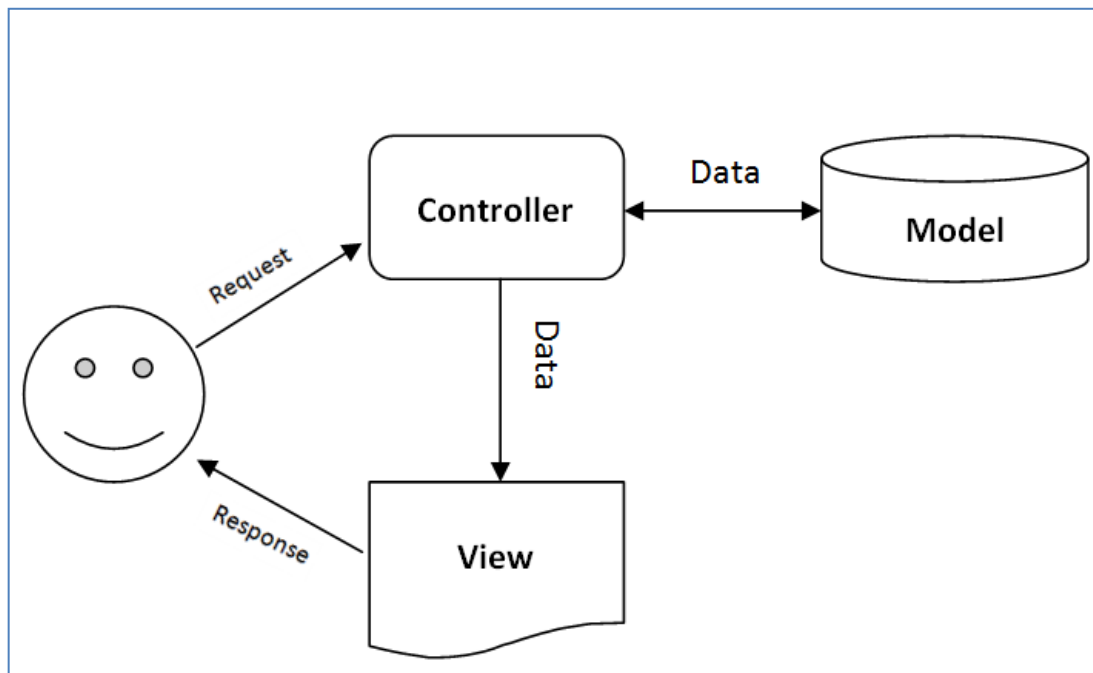 Data
Controller
Model
Request
Data
Response
View